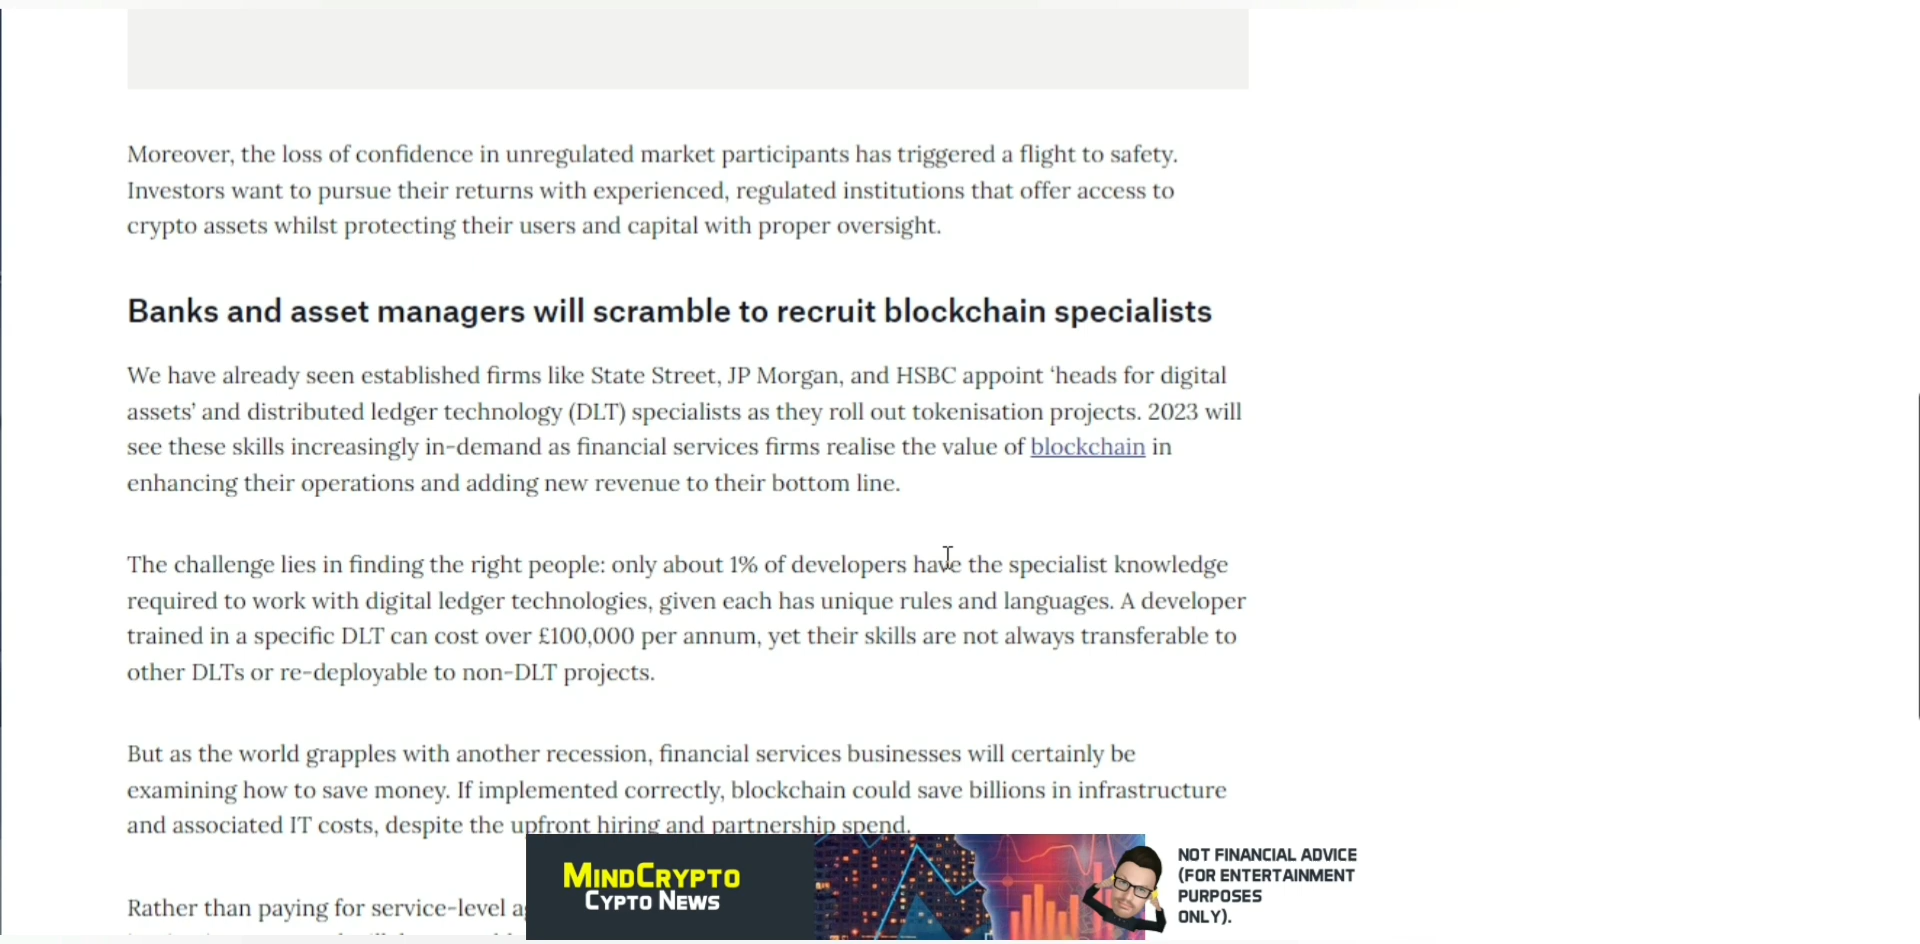 Moreover, the loss of confidence in unregulated market participants has triggered a flight to safety.
Investors want to pursue their returns with experienced, regulated institutions that offer access to
crypto assets whilst protecting their users and capital with proper oversight.
Banks and asset managers will scramble to recruit blockchain specialists
We have already seen established firms like State Street, JP Morgan, and HSBC appoint ‘heads for digital
assets’ and distributed ledger technology (DLT) specialists as they roll out tokenisation projects. 2023 will
see these skills increasingly in-demand as financial services firms realise the value of blockchain in
enhancing their operations and adding new revenue to their bottom line.
The challenge lies in finding the right people: only about 1% of developers have the specialist knowledge
required to work with digital ledger technologies, given each has unique rules and languages. A developer
trained in a specific DLT can cost over £100,000 per annum, yet their skills are not always transferable to
other DLTs or re-deployable to non-DLT projects.
But as the world grapples with another recession, financial services businesses will certainly be
examining how to save money. If implemented correctly, blockchain could save billions in infrastructure
and associated IT costs, despite the upfront hiring and partnership spend.
Rather than paying for service-level
MINDCRYPTO
CYPTO NEWS
NOT FINANCIAL ADVICE
(FOR ENTERTAINMENT
PURPOSES
ONLY).